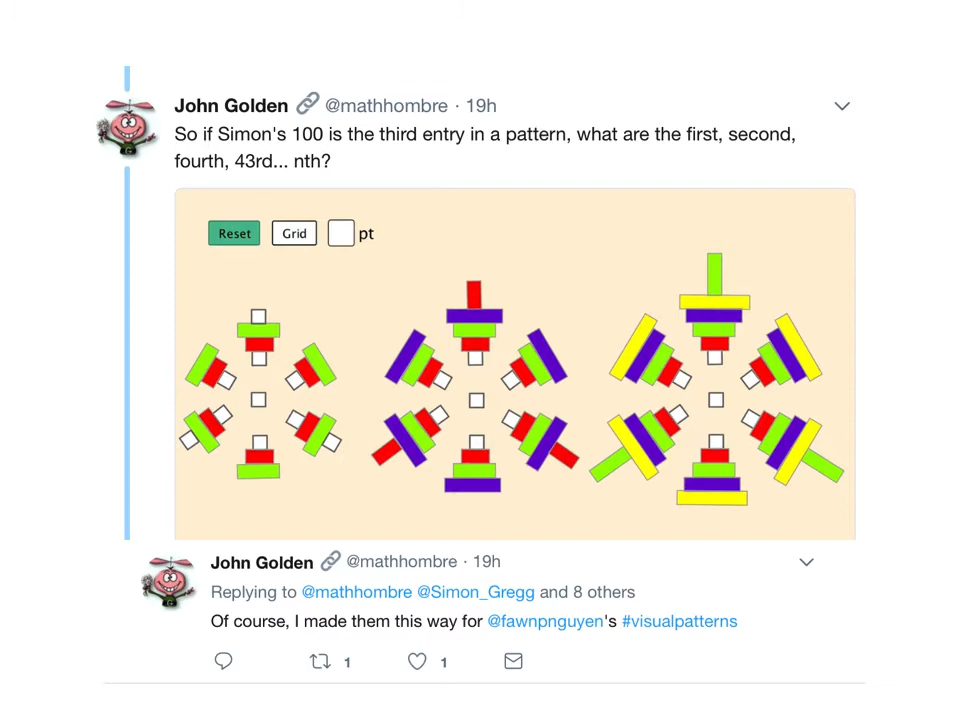 John Golden @mathhombre · 19h
So if Simon's 100 is the third entry in a pattern, what are the first, second,
fourth, 43rd... nth?
Reset Grid pt
John Golden @mathhombre · 19h
Replying to @mathhombre @Simon_Gregg and 8 others
Of course, I made them this way for @fawnpnguyen's #visualpatterns
1 1